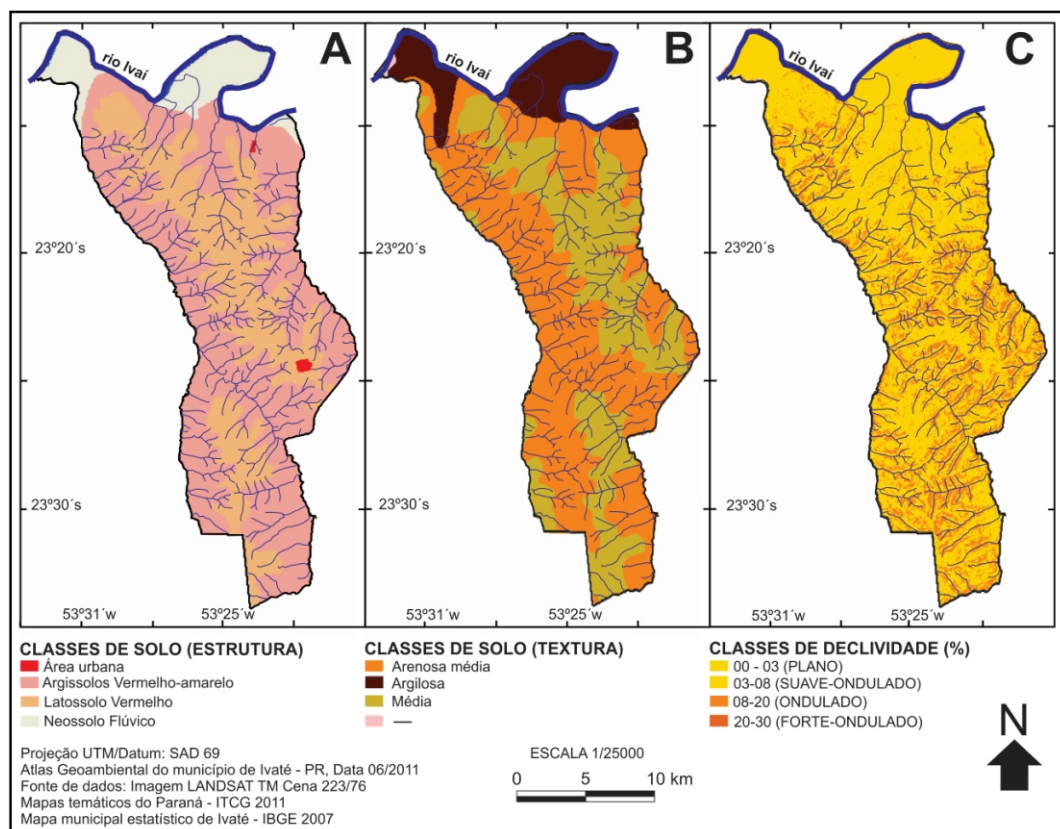 A
B
C
rio Ivaí
rio Ivaí
23º20´s
23º20´s
23º20´s
23º30´s
23º30´s
23º30´s
53º31´w
53º25´w
53º31´w
53º25´w
53º31´w
53º25´w
CLASSES DE SOLO (ESTRUTURA)
Área urbana
Argissolos Vermelho-amarelo
Latossolo Vermelho
Neossolo Flúvico
CLASSES DE SOLO (TEXTURA)
Arenosa média
Argilosa
Média
—
CLASSES DE DECLIVIDADE (%)
00 - 03 (PLANO)
03-08 (SUAVE-ONDULADO)
08-20 (ONDULADO)
20-30 (FORTE-ONDULADO)
Projeção UTM/Datum: SAD 69
Atlas Geoambiental do município de Ivaté - PR, Data 06/2011
Fonte de dados: Imagem LANDSAT TM Cena 223/76
Mapas temáticos do Paraná - ITCG 2011
Mapa municipal estatístico de Ivaté - IBGE 2007
ESCALA 1/25000
0 5 10 km
N